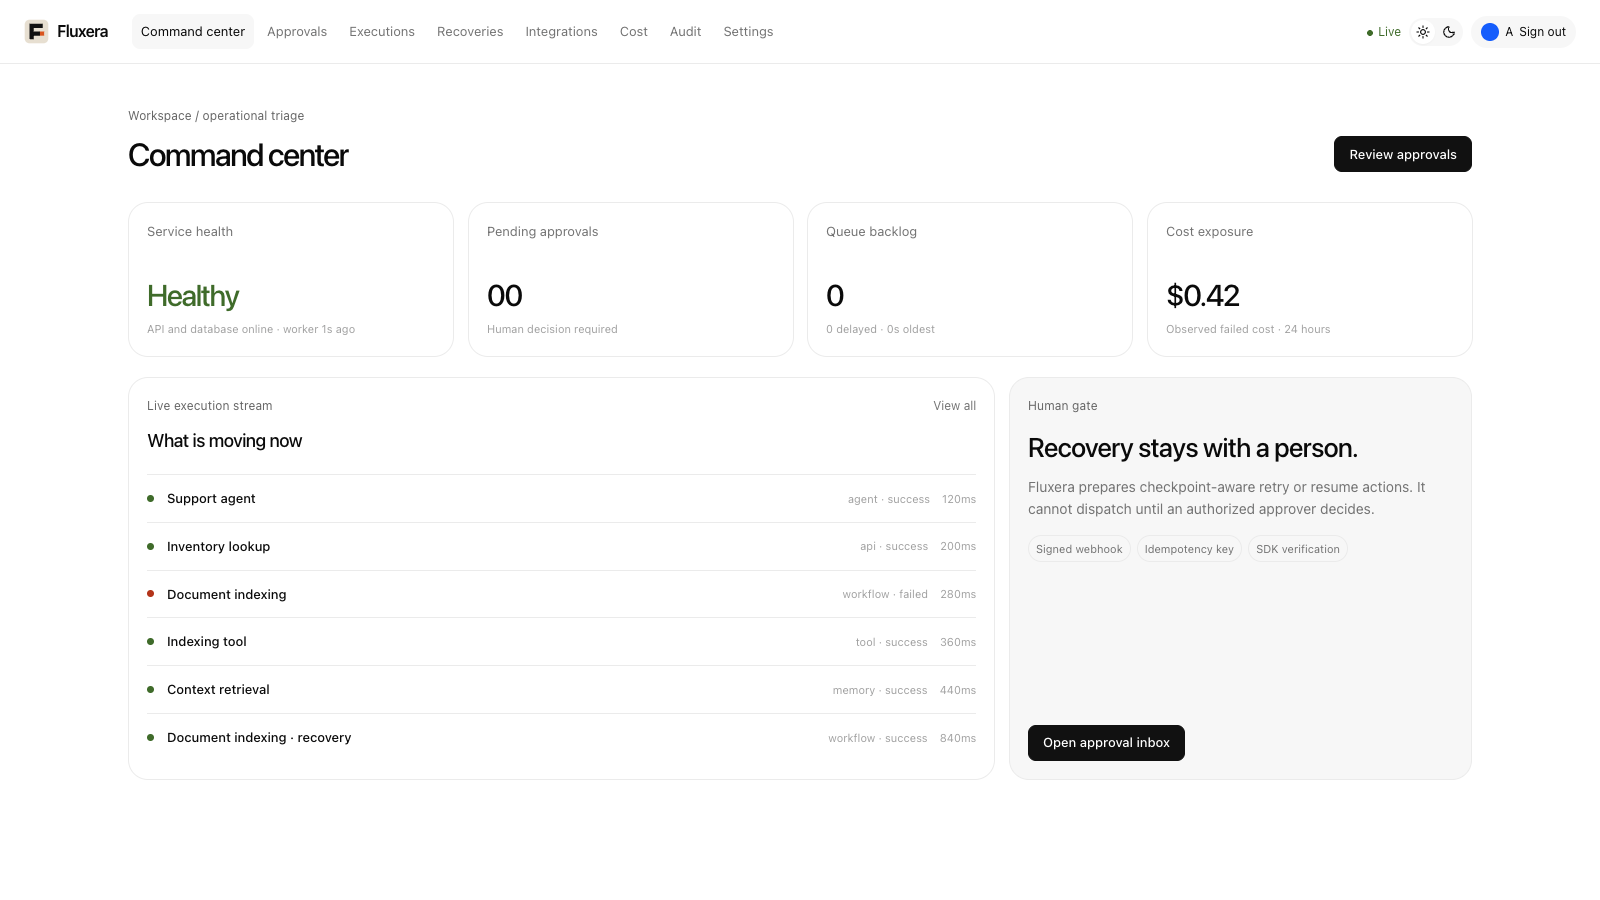 Fluxera
Command center
Approvals
Executions
Recoveries
Integrations
Cost
Audit
Settings
Live
A
Sign out
Workspace / operational triage
Command center
Review approvals
Service health
Healthy
API and database online · worker 1s ago
Pending approvals
00
Human decision required
Queue backlog
0
0 delayed · 0s oldest
Cost exposure
$0.42
Observed failed cost · 24 hours
Live execution stream
View all
What is moving now
Support agent
agent · success 120ms
Inventory lookup
api · success 200ms
Document indexing
workflow · failed 280ms
Indexing tool
tool · success 360ms
Context retrieval
memory · success 440ms
Document indexing · recovery
workflow · success 840ms
Human gate
Recovery stays with a person.
Fluxera prepares checkpoint-aware retry or resume actions. It
cannot dispatch until an authorized approver decides.
Signed webhook
Idempotency key
SDK verification
Open approval inbox